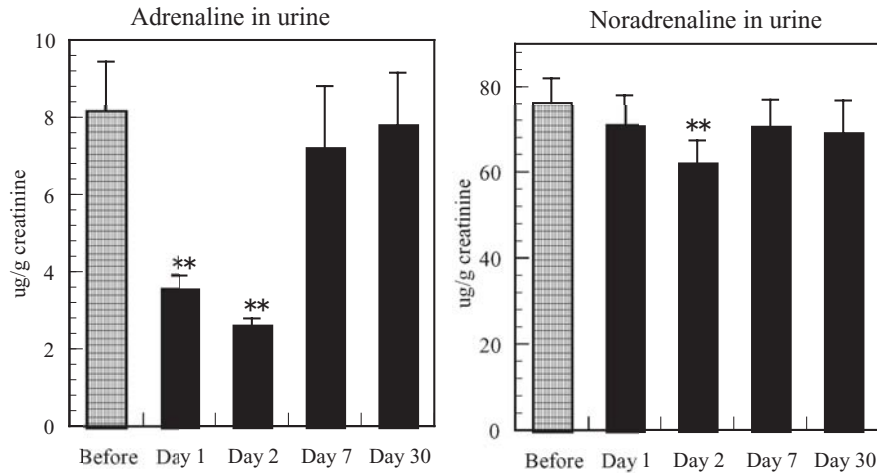 Adrenaline in urine
10
8
6
4
2
0
ug/g creatinine
**
**
Before Day 1 Day 2 Day 7 Day 30
Noradrenaline in urine
80
60
40
20
0
ug/g creatinine
**
Before Day 1 Day 2 Day 7 Day 30